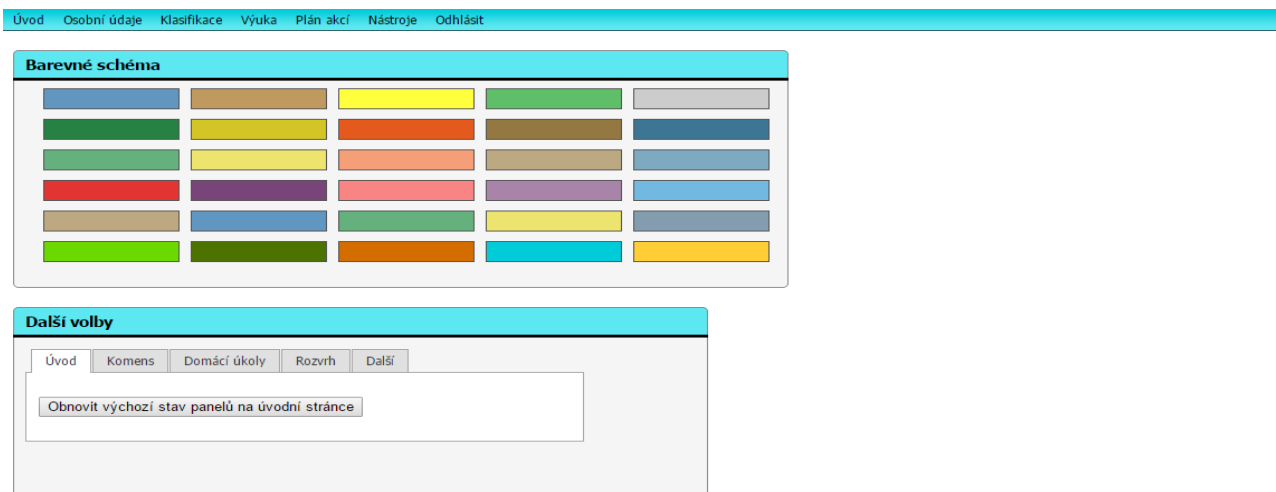 Úvod Osobní údaje Klasifikace Výuka Plán akcí Nástroje Odhlásit
Barevné schéma
Další volby
Úvod Komens Domácí úkoly Rozvrh Další
Obnovit výchozí stav panelů na úvodní stránce